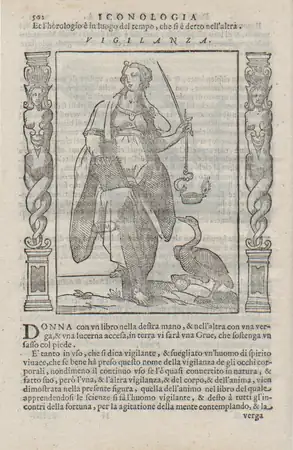 502 ICONOLOGIA
Et l'horologio è in luogo del tempo, che si è detto nell'altra.
VIGILANZA.
DONNA con vn libro nella destra mano, & nell'altra con vna ver-
ga, & vna lucerna accesa, in terra vi sarà vna Grue, che sostenga vn
sasso col piede.
E' tanto in vso, che si dica vigilante, & suegliato vn'huomo di spirito
viuace, che se bene hà preso questo nome della vigilanza de gli occhi cor-
porali, nondimeno il continuo vso se l'è quasi conuertito in natura, &
fatto suo, però l'vna, & l'altra vigilanza, & del corpo, & dell'anima, vien
dimostrata nella presente figura, quella dell'animo nel libro del quale
apprendendosi le scienze si fà l'huomo vigilante, & desto à tutti gl'in-
contri della fortuna, per la agitatione della mente contemplando, & la
verga